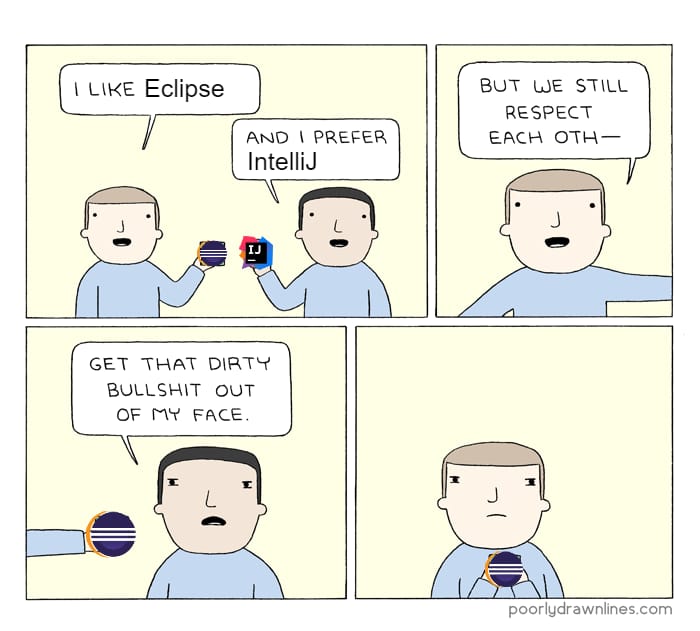 I LIKE Eclipse
AND I PREFER
IntelliJ
IJ
BUT WE STILL
RESPECT
EACH OTH—
GET THAT DIRTY
BULLSHIT OUT
OF MY FACE.
poorlydrawnlines.com